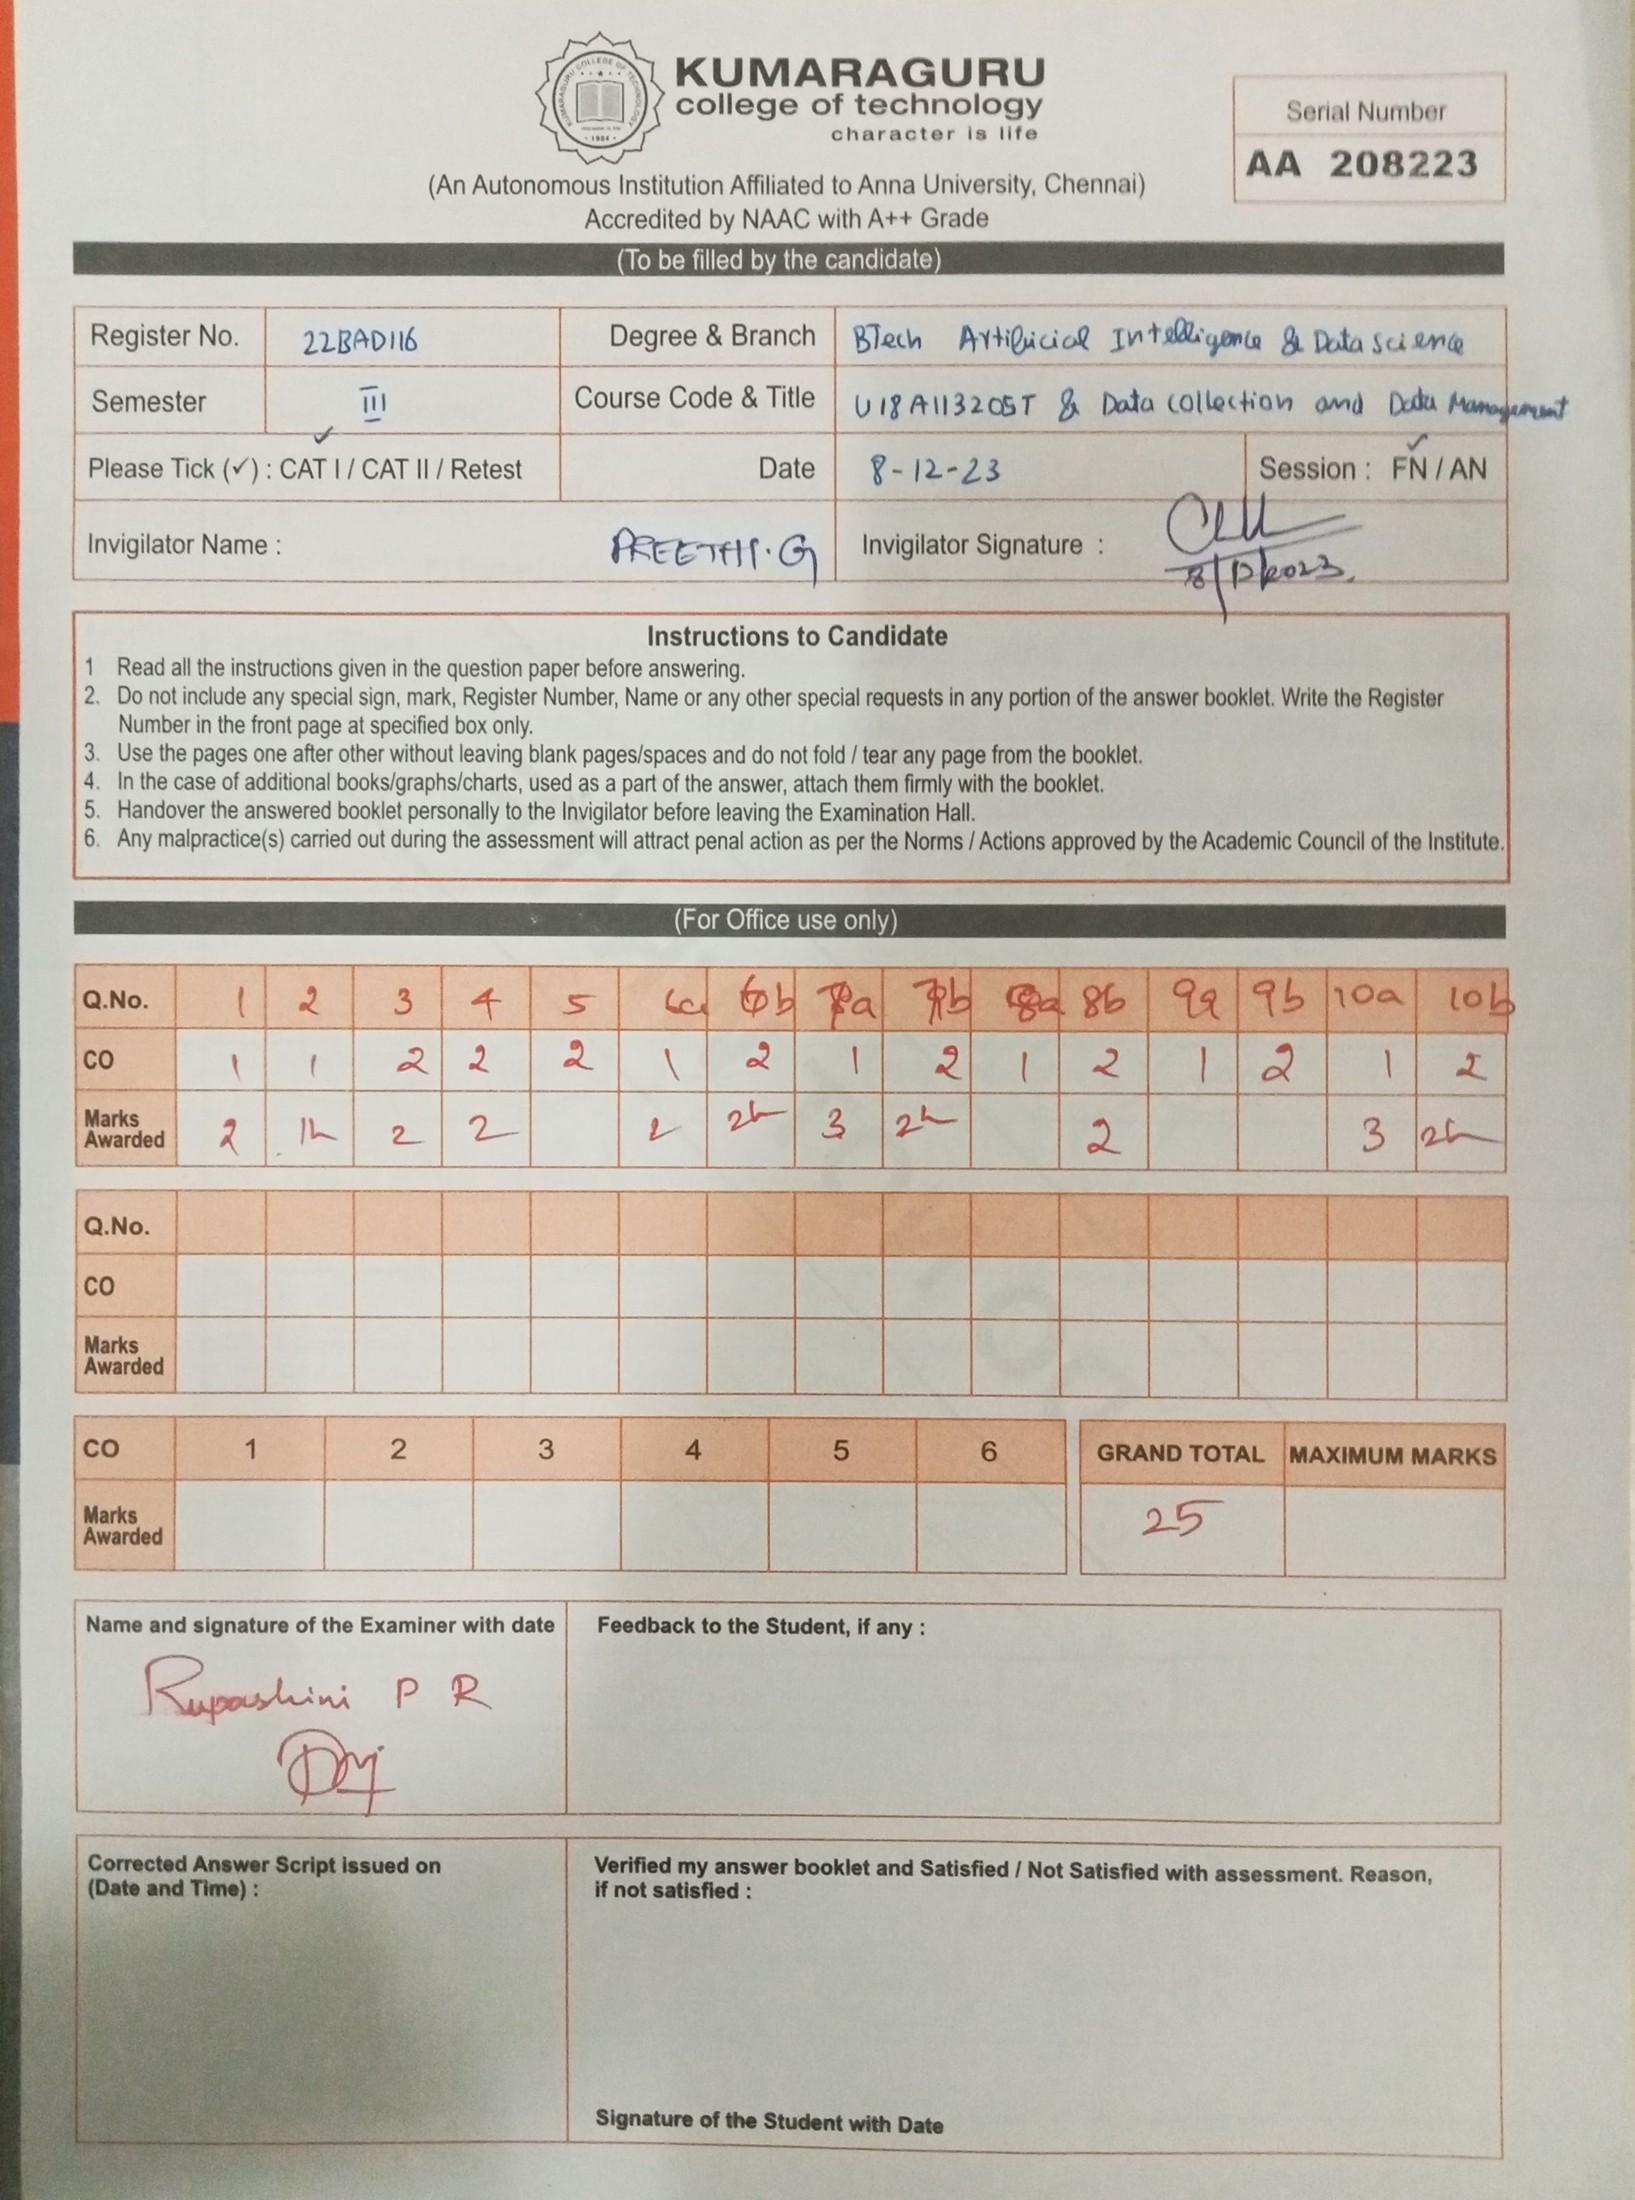 KUMARAGURU
college of technology
character is life
KUMARAGURU COLLEGE OF TECHNOLOGY
1984
Serial Number
AA 208223
(An Autonomous Institution Affiliated to Anna University, Chennai)
Accredited by NAAC with A++ Grade
(To be filled by the candidate)
Register No. 22BAD116 Degree & Branch BTech Artificial Intelligence & Data science
Semester III Course Code & Title U18AII3205T & Data collection and Data Management
Please Tick (✓) : CAT I / CAT II / Retest Date 8-12-23 Session : FN / AN
Invigilator Name : PREETHI.G Invigilator Signature :
8/12/2023
Instructions to Candidate
1 Read all the instructions given in the question paper before answering.
2. Do not include any special sign, mark, Register Number, Name or any other special requests in any portion of the answer booklet. Write the Register
Number in the front page at specified box only.
3. Use the pages one after other without leaving blank pages/spaces and do not fold / tear any page from the booklet.
4. In the case of additional books/graphs/charts, used as a part of the answer, attach them firmly with the booklet.
5. Handover the answered booklet personally to the Invigilator before leaving the Examination Hall.
6. Any malpractice(s) carried out during the assessment will attract penal action as per the Norms / Actions approved by the Academic Council of the Institute.
(For Office use only)
Q.No. 1 2 3 4 5 6a 6b 7a 7b 8a 8b 9a 9b 10a 10b
CO 1 1 2 2 2 1 2 1 2 1 2 1 2 1 2
Marks
Awarded 2 1½ 2 2 2 2½ 3 2½ 2 3 2½
Q.No.
CO
Marks
Awarded
CO 1 2 3 4 5 6 GRAND TOTAL MAXIMUM MARKS
Marks
Awarded 25
Name and signature of the Examiner with date
Rupashini P R
Feedback to the Student, if any :
Corrected Answer Script issued on
(Date and Time) :
Verified my answer booklet and Satisfied / Not Satisfied with assessment. Reason,
if not satisfied :
Signature of the Student with Date